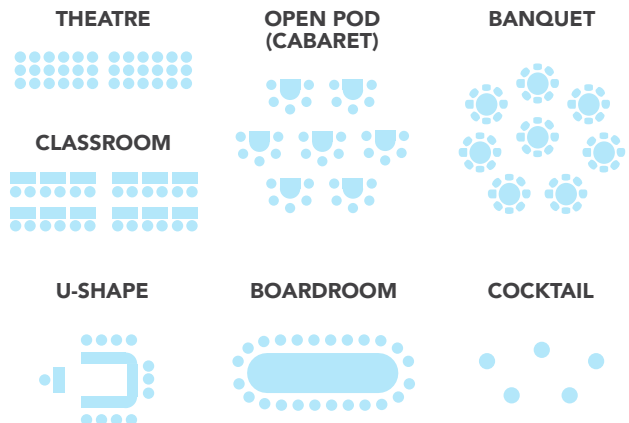 THEATRE
OPEN POD
(CABARET)
BANQUET
CLASSROOM
U-SHAPE
BOARDROOM
COCKTAIL